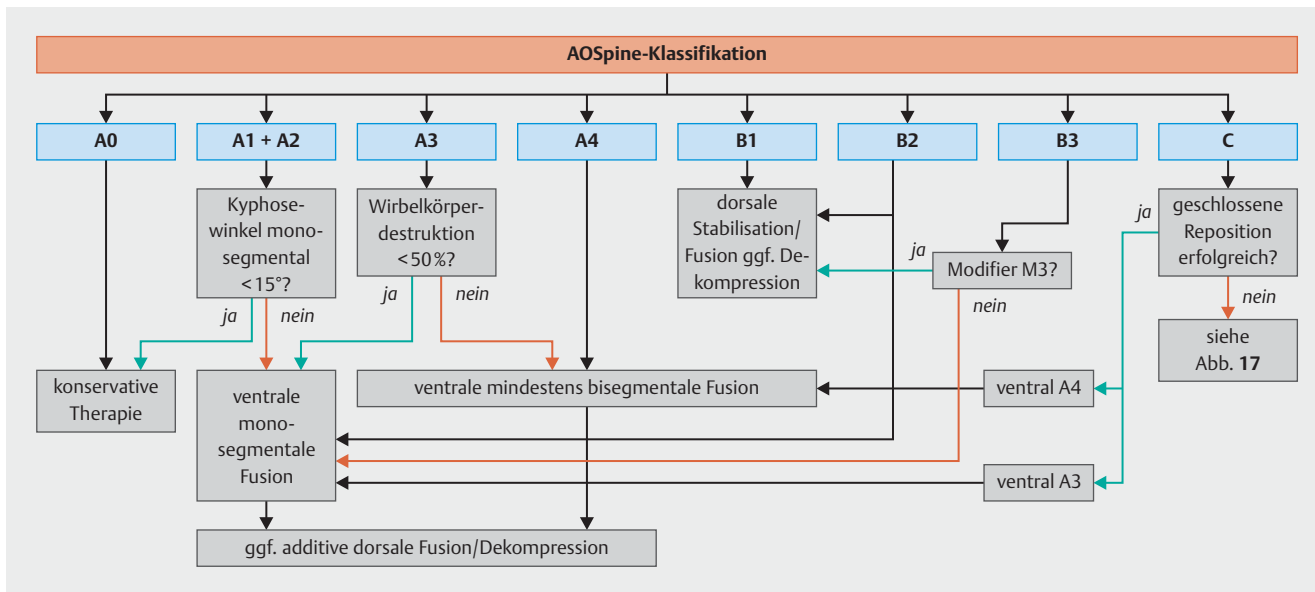 AOSpine-Klassifikation
A0
A1 + A2
A3
A4
B1
B2
B3
C
Kyphose-
winkel mono-
segmental
<15°?
Wirbelkörper-
destruktion
<50%?
dorsale
Stabilisation/
Fusion ggf. De-
kompression
ja
Modifier M3?
nein
ja
geschlossene
Reposition
erfolgreich?
nein
siehe
Abb. 17
ja
nein
ja
nein
konservative
Therapie
ventrale
mono-
segmentale
Fusion
ventrale mindestens bisegmentale Fusion
ventral A4
ventral A3
ggf. additive dorsale Fusion/Dekompression